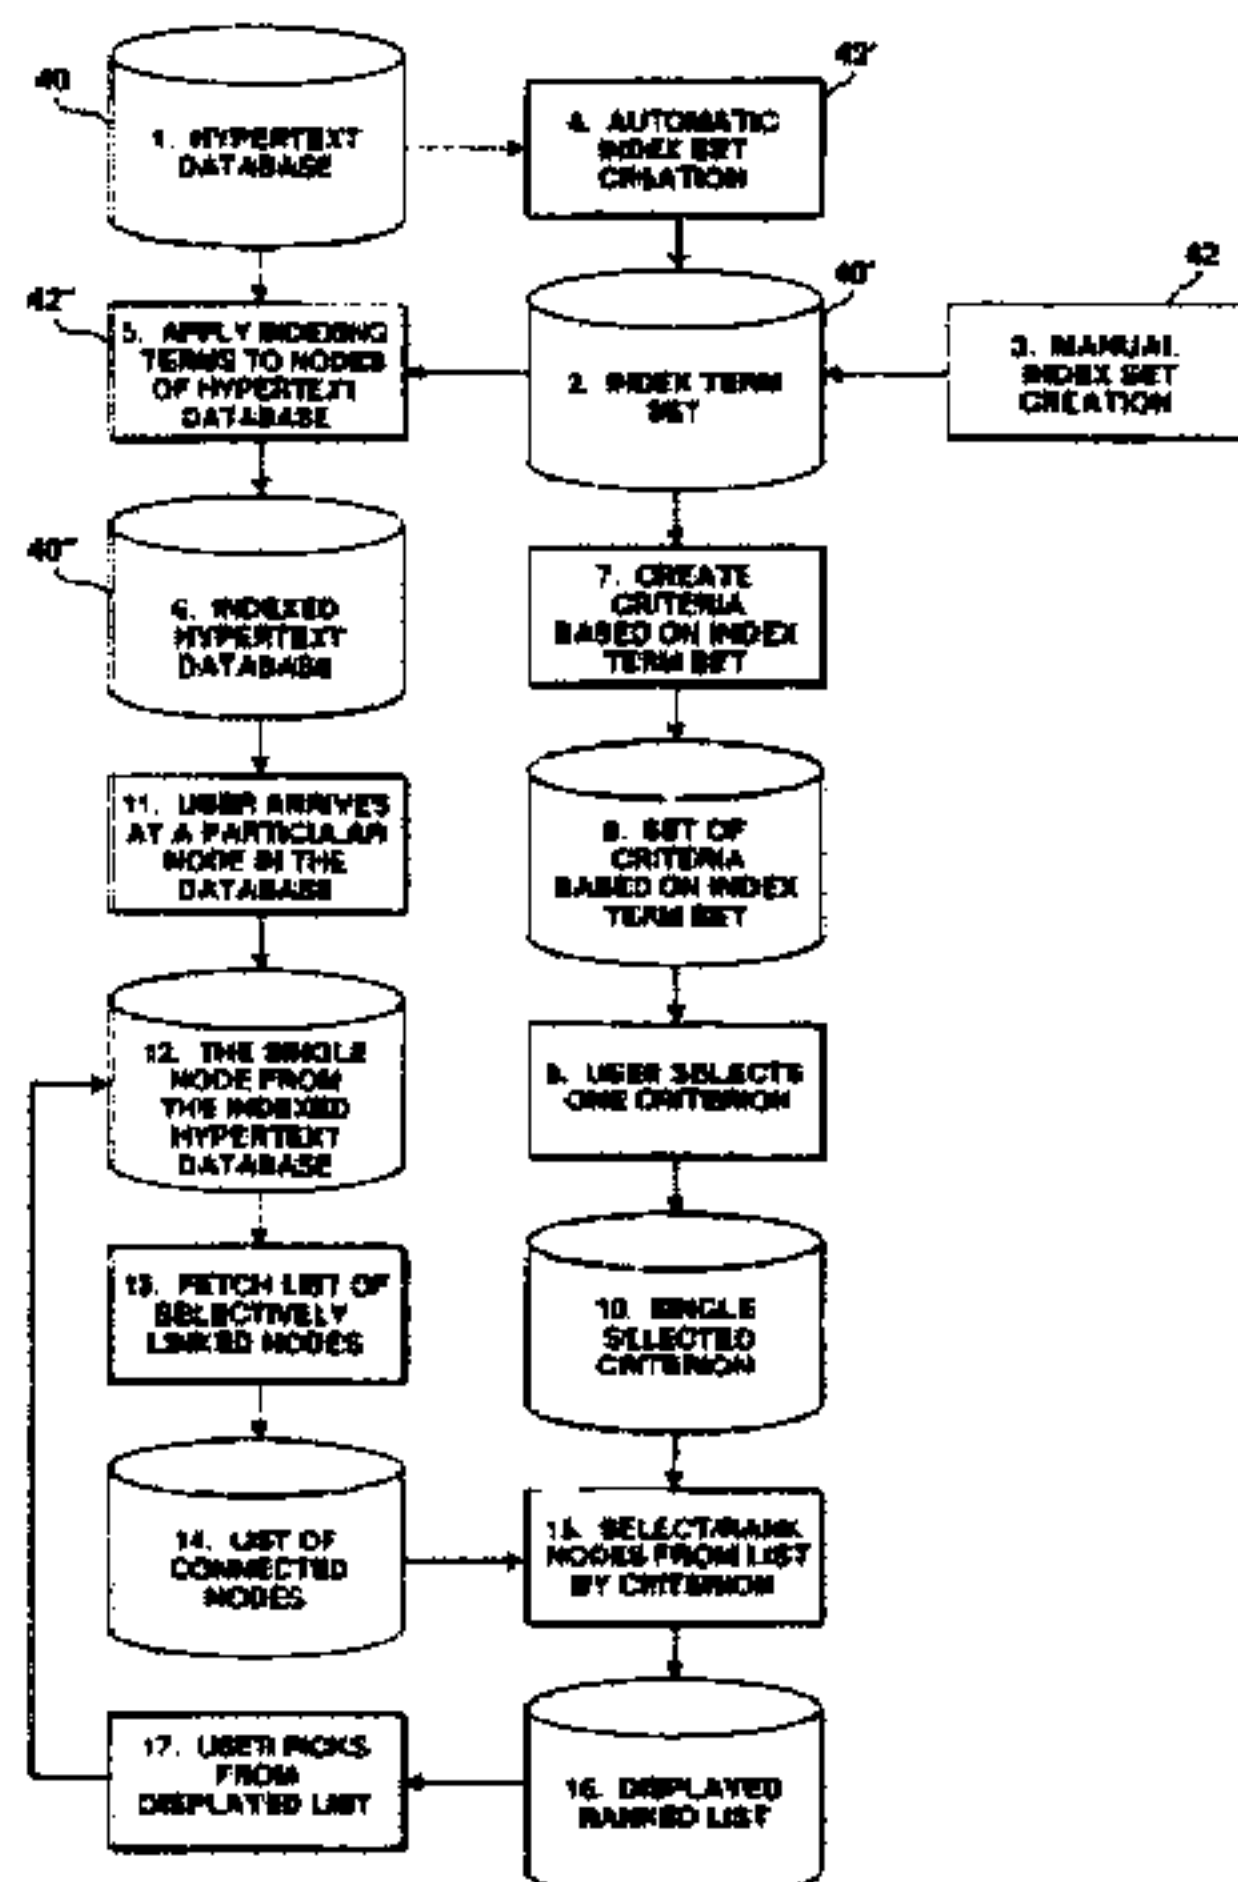 40
1. HYPERTEXT
DATABASE
42'
4. AUTOMATIC
INDEX SET
CREATION
42"
5. APPLY INDEXING
TERMS TO NODES
OF HYPERTEXT
DATABASE
40'
2. INDEX TERM
SET
42
3. MANUAL
INDEX SET
CREATION
40"
6. INDEXED
HYPERTEXT
DATABASE
7. CREATE
CRITERIA
BASED ON INDEX
TERM SET
11. USER ARRIVES
AT A PARTICULAR
NODE IN THE
DATABASE
8. SET OF
CRITERIA
BASED ON INDEX
TERM SET
12. THE SINGLE
NODE FROM
THE INDEXED
HYPERTEXT
DATABASE
9. USER SELECTS
ONE CRITERION
13. FETCH LIST OF
SELECTIVELY
LINKED NODES
10. SINGLE
SELECTED
CRITERION
14. LIST OF
CONNECTED
NODES
15. SELECT/RANK
NODES FROM LIST
BY CRITERION
17. USER PICKS
FROM
DISPLAYED LIST
16. DISPLAYED
RANKED LIST